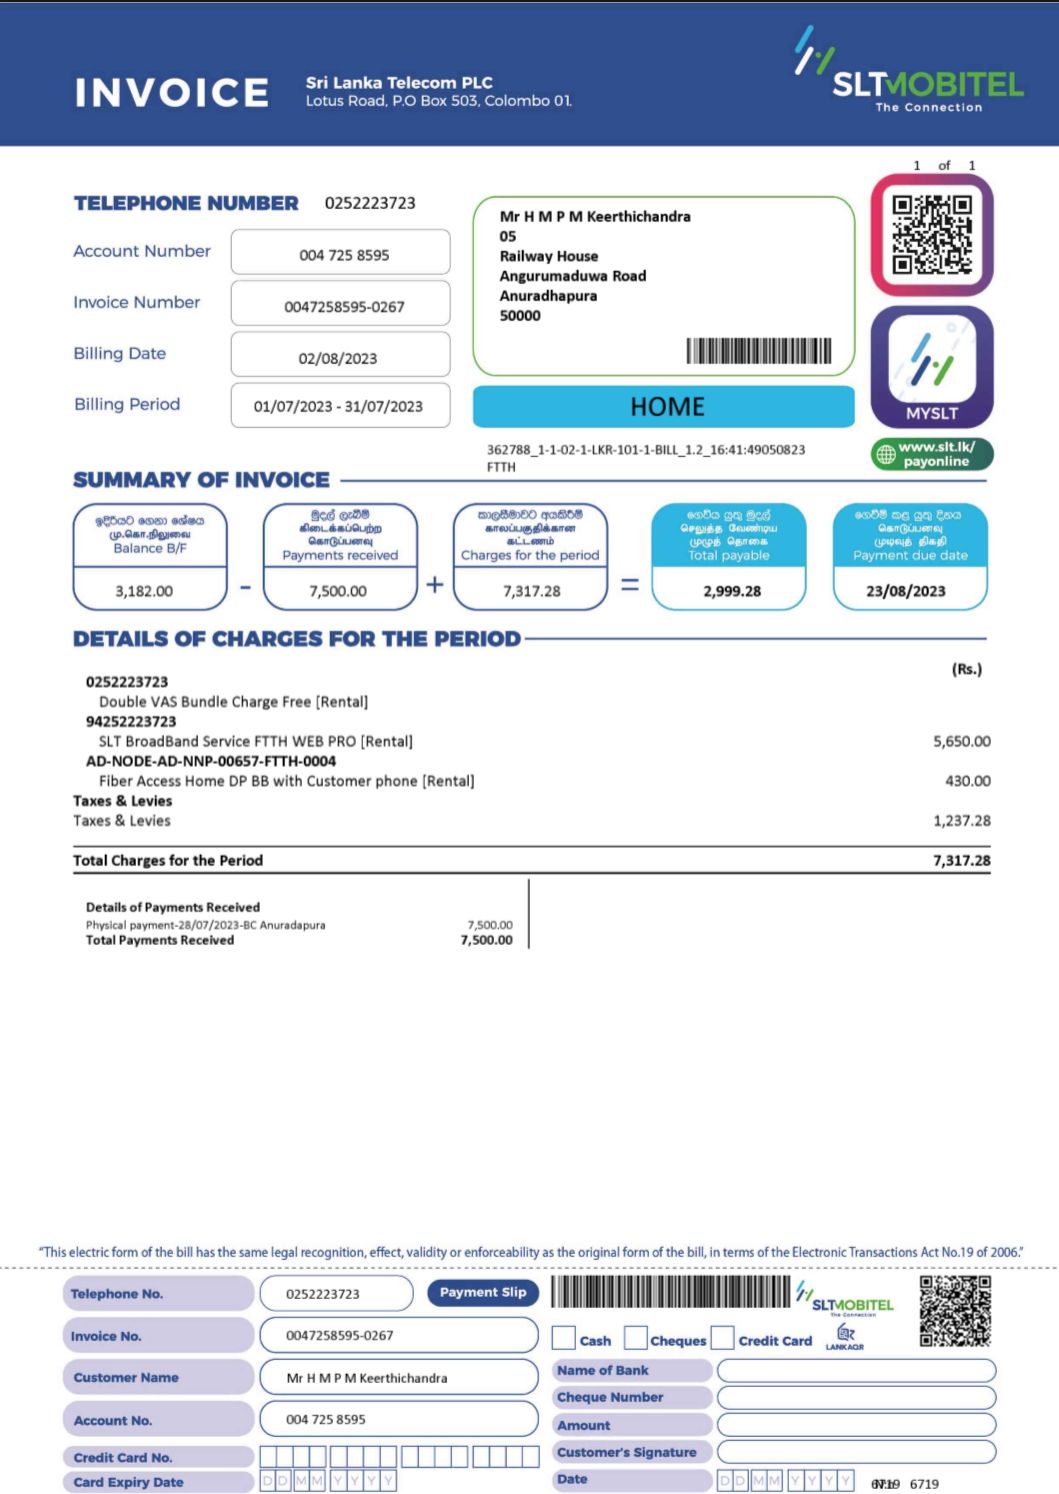 INVOICE
Sri Lanka Telecom PLC
Lotus Road, P.O Box 503, Colombo 01.
SLTMOBITEL
The Connection
1 of 1
TELEPHONE NUMBER 0252223723
Account Number 004 725 8595
Invoice Number 0047258595-0267
Billing Date 02/08/2023
Billing Period 01/07/2023 - 31/07/2023
Mr H M P M Keerthichandra
05
Railway House
Angurumaduwa Road
Anuradhapura
50000
HOME
MYSLT
www.slt.lk/
payonline
362788_1-1-02-1-LKR-101-1-BILL_1.2_16:41:49050823
FTTH
SUMMARY OF INVOICE
ඉදිරියට ගෙනා ශේෂය
மு.கொ.நிலுவை
Balance B/F
3,182.00
-
මුදල් ලැබීම්
கிடைக்கப்பெற்ற
கொடுப்பனவு
Payments received
7,500.00
+
කාලසීමාවට අයකිරීම්
காலப்பகுதிக்கான
கட்டணம்
Charges for the period
7,317.28
=
ගෙවිය යුතු මුදල්
செலுத்த வேண்டிய
முழுத் தொகை
Total payable
2,999.28
ගෙවීම් කළ යුතු දිනය
கொடுப்பனவு
முடிவுத் திகதி
Payment due date
23/08/2023
DETAILS OF CHARGES FOR THE PERIOD
(Rs.)
0252223723
Double VAS Bundle Charge Free [Rental]
94252223723
SLT BroadBand Service FTTH WEB PRO [Rental] 5,650.00
AD-NODE-AD-NNP-00657-FTTH-0004
Fiber Access Home DP BB with Customer phone [Rental] 430.00
Taxes & Levies
Taxes & Levies 1,237.28
Total Charges for the Period 7,317.28
Details of Payments Received
Physical payment-28/07/2023-BC Anuradapura 7,500.00
Total Payments Received 7,500.00
"This electric form of the bill has the same legal recognition, effect, validity or enforceability as the original form of the bill, in terms of the Electronic Transactions Act No.19 of 2006."
Telephone No. 0252223723
Payment Slip
Invoice No. 0047258595-0267
Customer Name Mr H M P M Keerthichandra
Account No. 004 725 8595
Credit Card No.
Card Expiry Date D D M M Y Y Y Y
SLTMOBITEL
The Connection
Cash Cheques Credit Card
LANKAQR
Name of Bank
Cheque Number
Amount
Customer's Signature
Date D D M M Y Y Y Y
6719